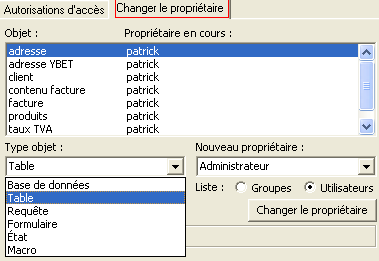 Autorisations d'accès Changer le propriétaire
Objet : Propriétaire en cours :
adresse patrick
adresse YBET patrick
client patrick
contenu facture patrick
facture patrick
produits patrick
taux TVA patrick
Type objet : Nouveau propriétaire :
Table Administrateur
Base de données Liste : Groupes Utilisateurs
Table
Requête Changer le propriétaire
Formulaire
État
Macro